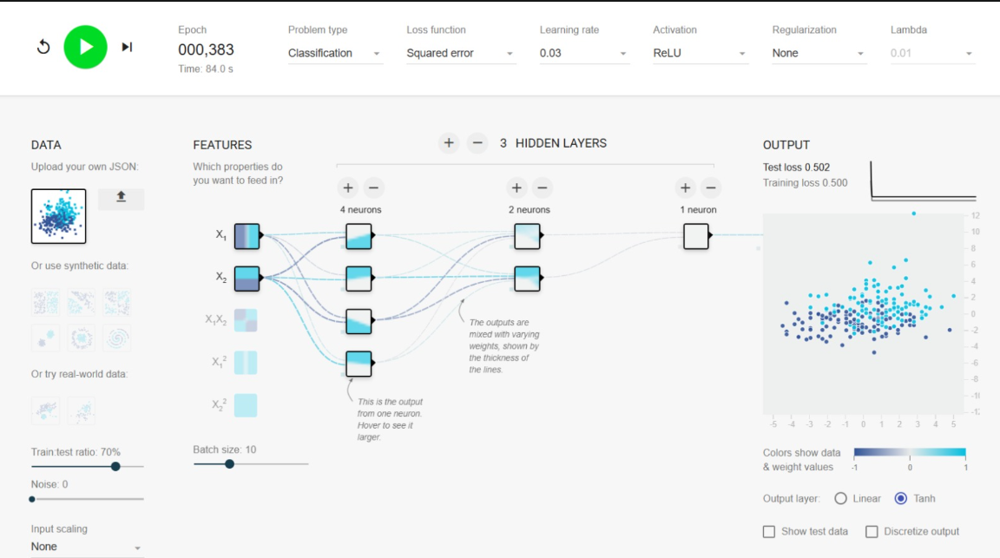 Epoch
000,383
Time: 84.0 s
Problem type
Classification
Loss function
Squared error
Learning rate
0.03
Activation
ReLU
Regularization
None
Lambda
0.01
DATA
Upload your own JSON:
Or use synthetic data:
Or try real-world data:
Train:test ratio: 70%
Noise: 0
Input scaling
None
FEATURES
Which properties do
you want to feed in?
X₁
X₂
X₁X₂
X₁²
X₂²
Batch size: 10
+ − 3 HIDDEN LAYERS
+ −
4 neurons
+ −
2 neurons
+ −
1 neuron
The outputs are
mixed with varying
weights, shown by
the thickness of
the lines.
This is the output
from one neuron.
Hover to see it
larger.
OUTPUT
Test loss 0.502
Training loss 0.500
12
10
8
6
4
2
0
-2
-4
-6
-8
-5 -4 -3 -2 -1 0 1 2 3 4 5
Colors show data
& weight values
-1 0 1
Output layer: Linear Tanh
Show test data Discretize output